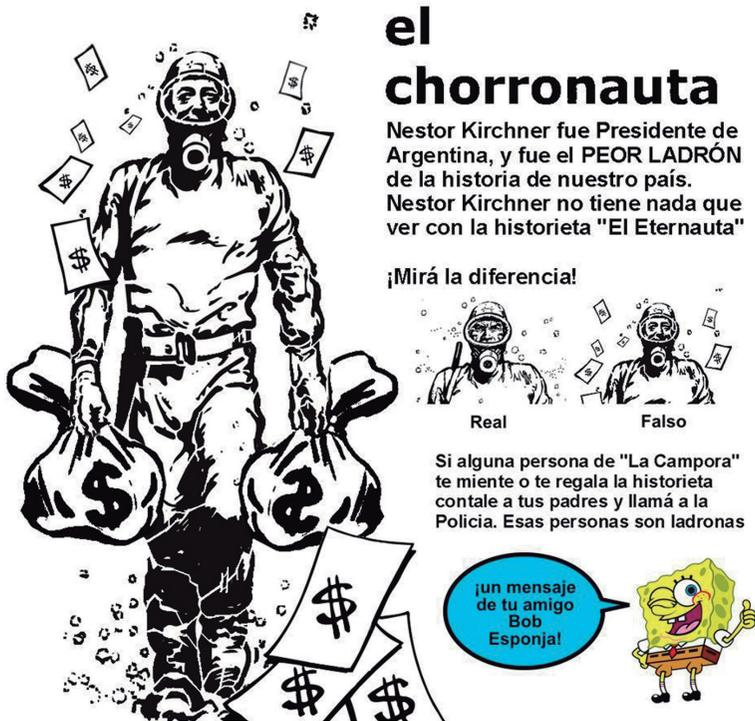 el
chorronauta
Nestor Kirchner fue Presidente de
Argentina, y fue el PEOR LADRÓN
de la historia de nuestro país.
Nestor Kirchner no tiene nada que
ver con la historieta "El Eternauta"
¡Mirá la diferencia!
Real
Falso
Si alguna persona de "La Campora"
te miente o te regala la historieta
contale a tus padres y llamá a la
Policia. Esas personas son ladronas
¡un mensaje
de tu amigo
Bob
Esponja!
$
$
$
$
$
$
$
$
$
$